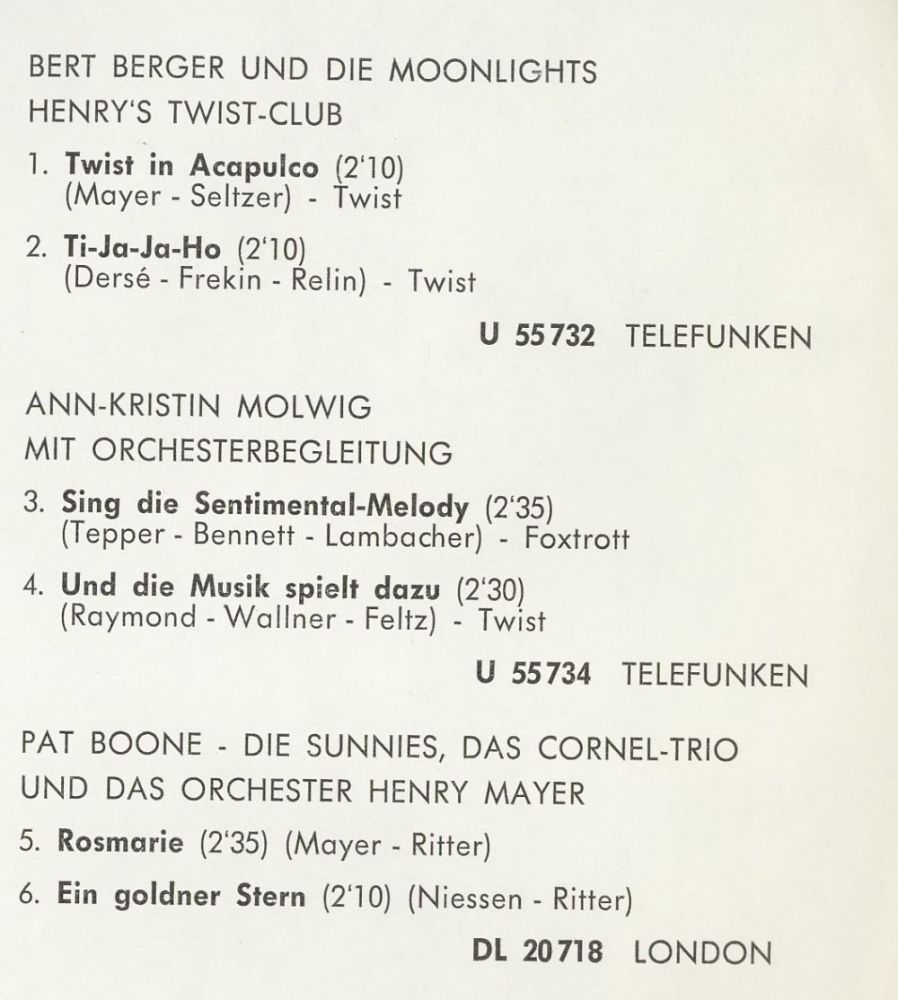 BERT BERGER UND DIE MOONLIGHTS
HENRY'S TWIST-CLUB
1. Twist in Acapulco (2'10)
(Mayer - Seltzer) - Twist
2. Ti-Ja-Ja-Ho (2'10)
(Dersé - Frekin - Relin) - Twist
U 55732 TELEFUNKEN
ANN-KRISTIN MOLWIG
MIT ORCHESTERBEGLEITUNG
3. Sing die Sentimental-Melody (2'35)
(Tepper - Bennett - Lambacher) - Foxtrott
4. Und die Musik spielt dazu (2'30)
(Raymond - Wallner - Feltz) - Twist
U 55734 TELEFUNKEN
PAT BOONE - DIE SUNNIES, DAS CORNEL-TRIO
UND DAS ORCHESTER HENRY MAYER
5. Rosmarie (2'35) (Mayer - Ritter)
6. Ein goldner Stern (2'10) (Niessen - Ritter)
DL 20718 LONDON